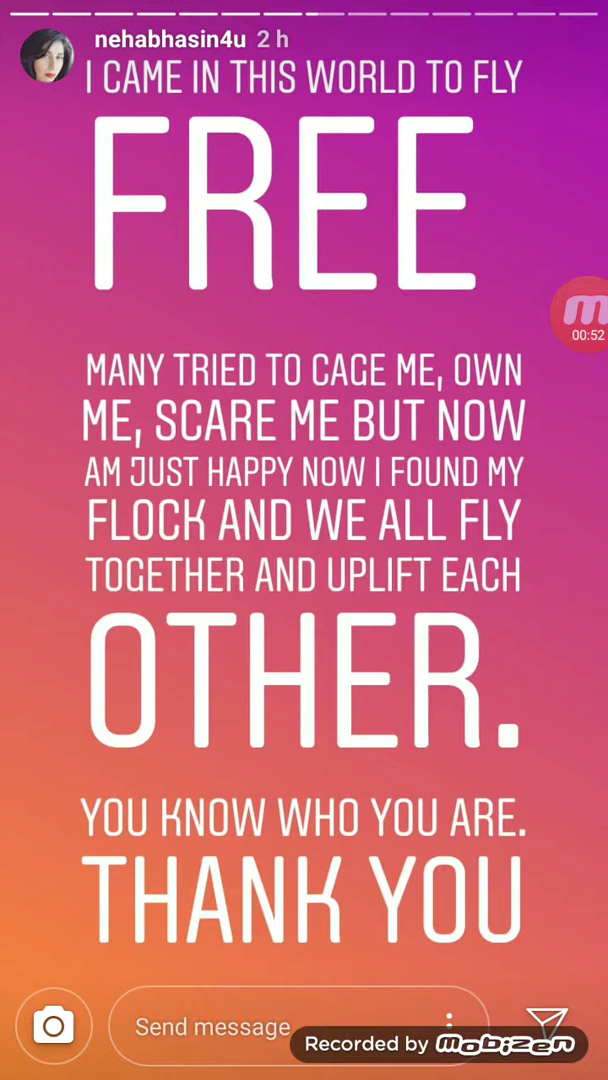 nehabhasin4u 2 h
I CAME IN THIS WORLD TO FLY
FREE
MANY TRIED TO CAGE ME, OWN
ME, SCARE ME BUT NOW
AM JUST HAPPY NOW I FOUND MY
FLOCK AND WE ALL FLY
TOGETHER AND UPLIFT EACH
OTHER.
YOU KNOW WHO YOU ARE.
THANK YOU
00:52
Send message
Recorded by mobizen